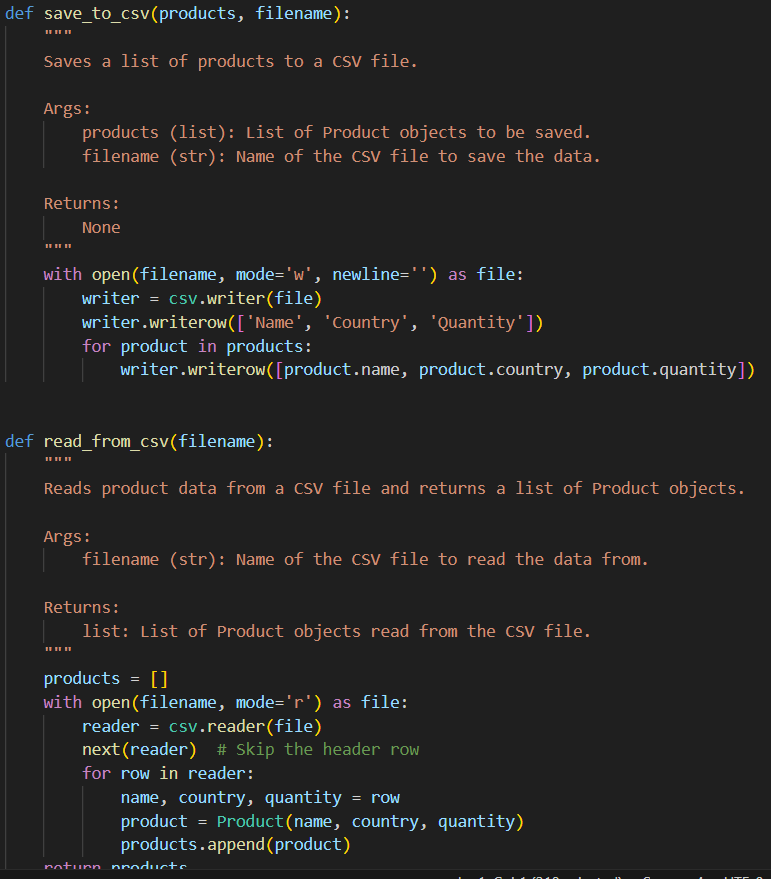 def save_to_csv(products, filename):
    """
    Saves a list of products to a CSV file.

    Args:
        products (list): List of Product objects to be saved.
        filename (str): Name of the CSV file to save the data.

    Returns:
        None
    """
    with open(filename, mode='w', newline='') as file:
        writer = csv.writer(file)
        writer.writerow(['Name', 'Country', 'Quantity'])
        for product in products:
            writer.writerow([product.name, product.country, product.quantity])

def read_from_csv(filename):
    """
    Reads product data from a CSV file and returns a list of Product objects.

    Args:
        filename (str): Name of the CSV file to read the data from.

    Returns:
        list: List of Product objects read from the CSV file.
    """
    products = []
    with open(filename, mode='r') as file:
        reader = csv.reader(file)
        next(reader)  # Skip the header row
        for row in reader:
            name, country, quantity = row
            product = Product(name, country, quantity)
            products.append(product)
    return products